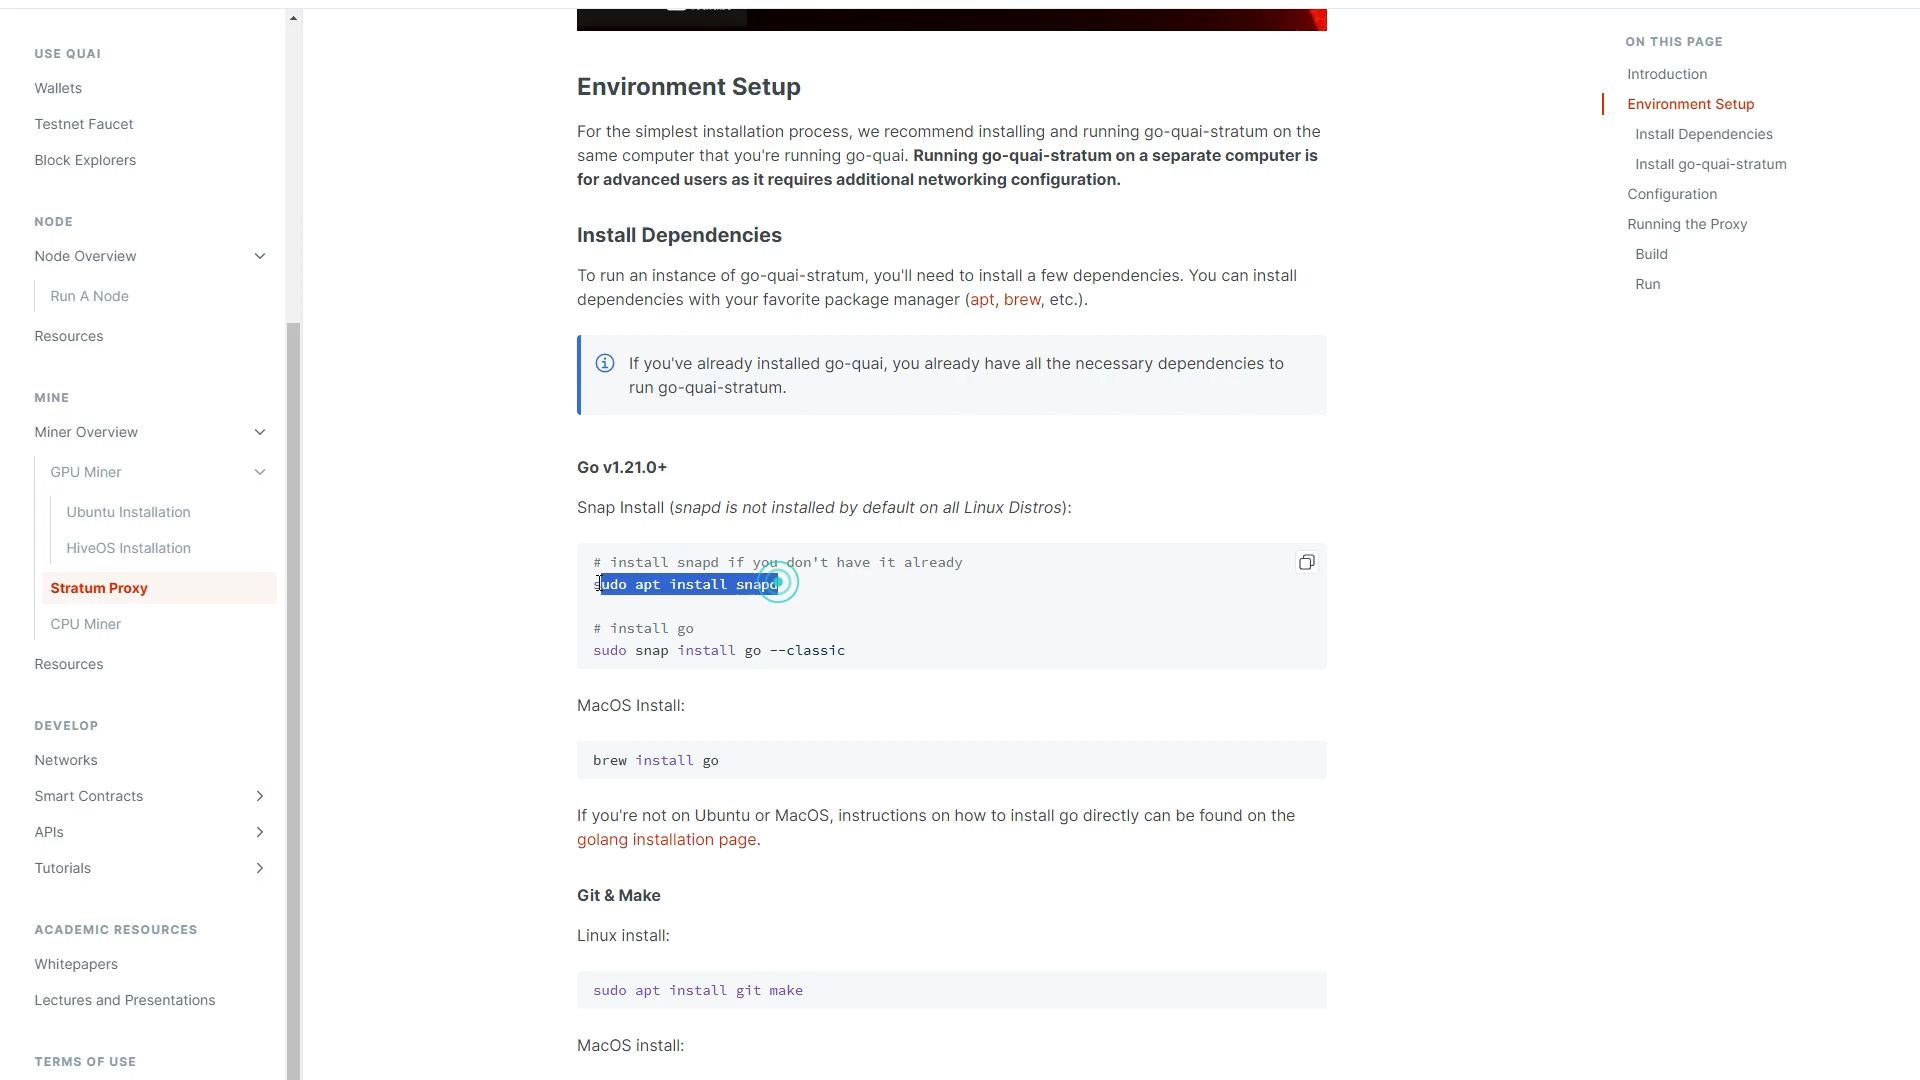 USE QUAI
Wallets
Testnet Faucet
Block Explorers
NODE
Node Overview
Run A Node
Resources
MINE
Miner Overview
GPU Miner
Ubuntu Installation
HiveOS Installation
Stratum Proxy
CPU Miner
Resources
DEVELOP
Networks
Smart Contracts
APIs
Tutorials
ACADEMIC RESOURCES
Whitepapers
Lectures and Presentations
TERMS OF USE
Environment Setup
For the simplest installation process, we recommend installing and running go-quai-stratum on the
same computer that you're running go-quai. Running go-quai-stratum on a separate computer is
for advanced users as it requires additional networking configuration.
Install Dependencies
To run an instance of go-quai-stratum, you'll need to install a few dependencies. You can install
dependencies with your favorite package manager (apt, brew, etc.).
If you've already installed go-quai, you already have all the necessary dependencies to
run go-quai-stratum.
Go v1.21.0+
Snap Install (snapd is not installed by default on all Linux Distros):
# install snapd if you don't have it already
sudo apt install snapd
# install go
sudo snap install go --classic
MacOS Install:
brew install go
If you're not on Ubuntu or MacOS, instructions on how to install go directly can be found on the
golang installation page.
Git & Make
Linux install:
sudo apt install git make
MacOS install:
ON THIS PAGE
Introduction
Environment Setup
Install Dependencies
Install go-quai-stratum
Configuration
Running the Proxy
Build
Run